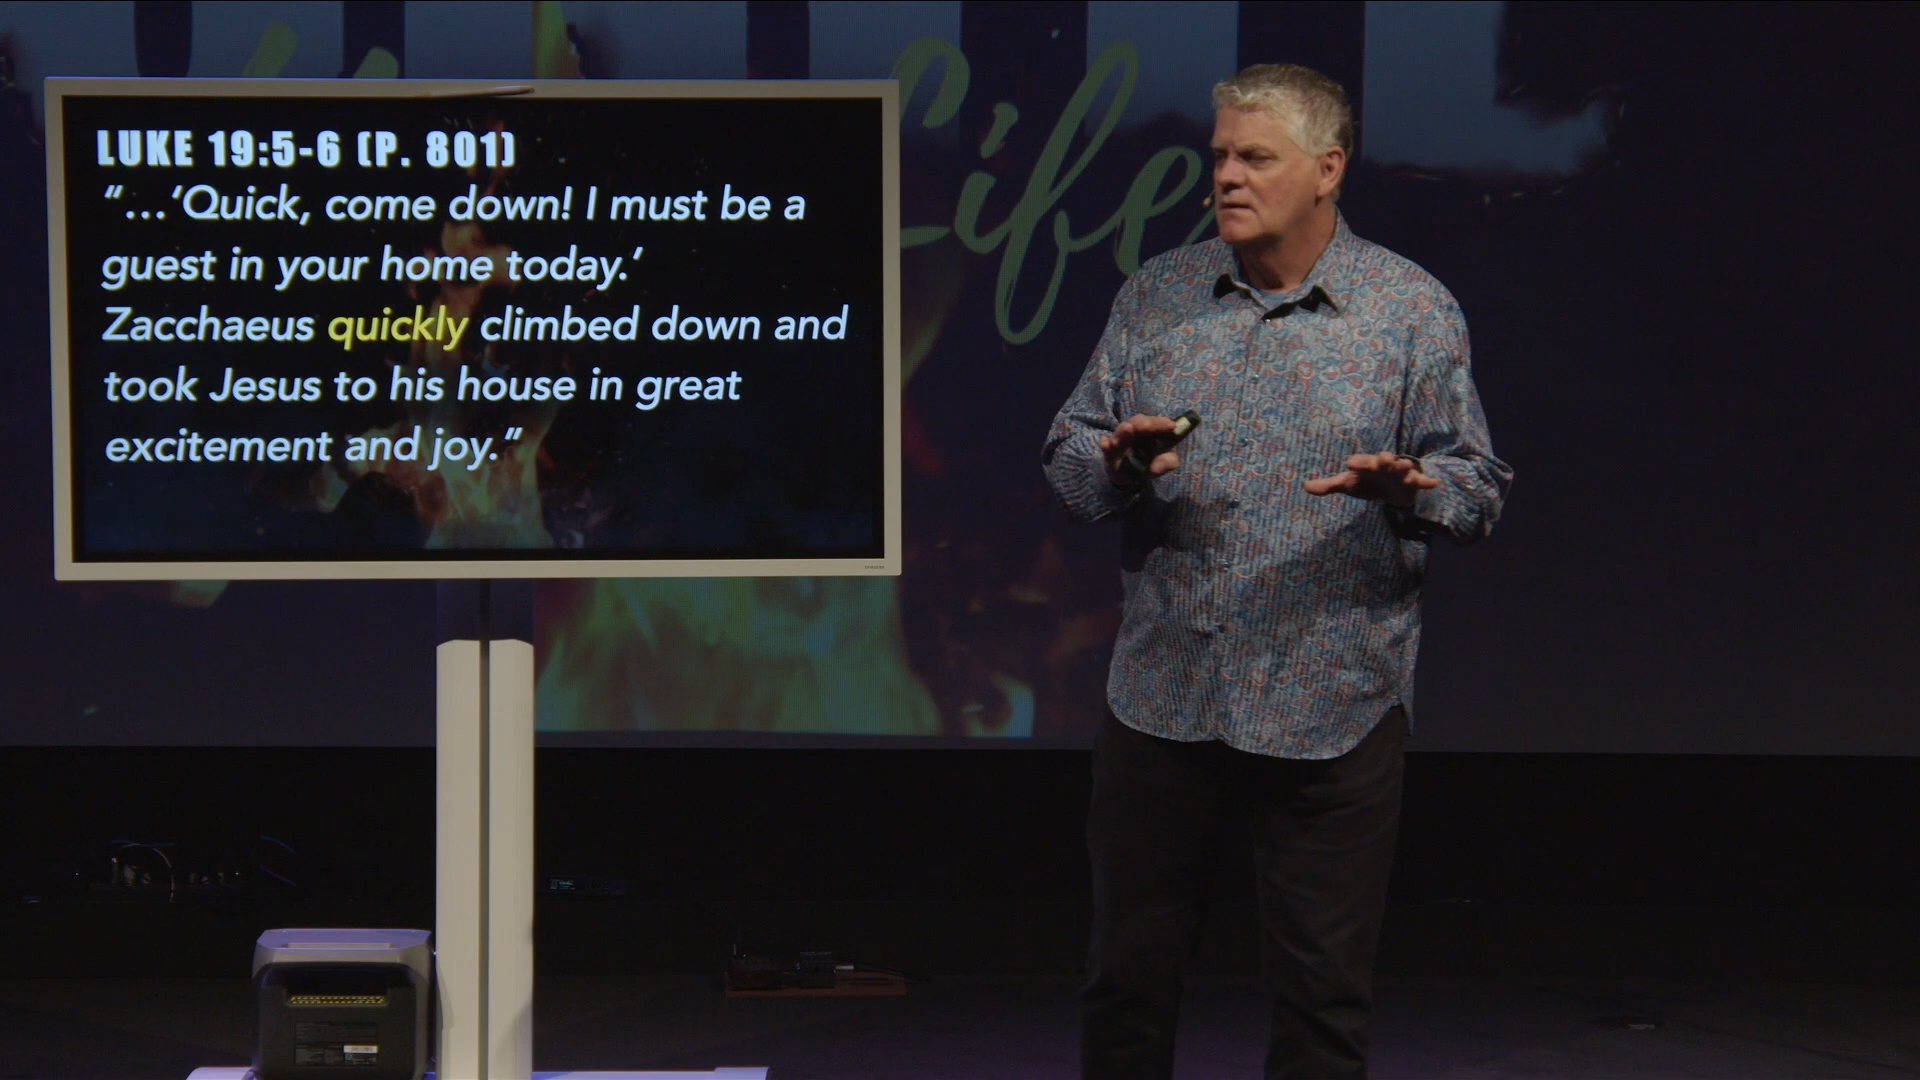 LUKE 19:5-6 (P. 801)
“...‘Quick, come down! I must be a
guest in your home today.’
Zacchaeus quickly climbed down and
took Jesus to his house in great
excitement and joy.”
Life